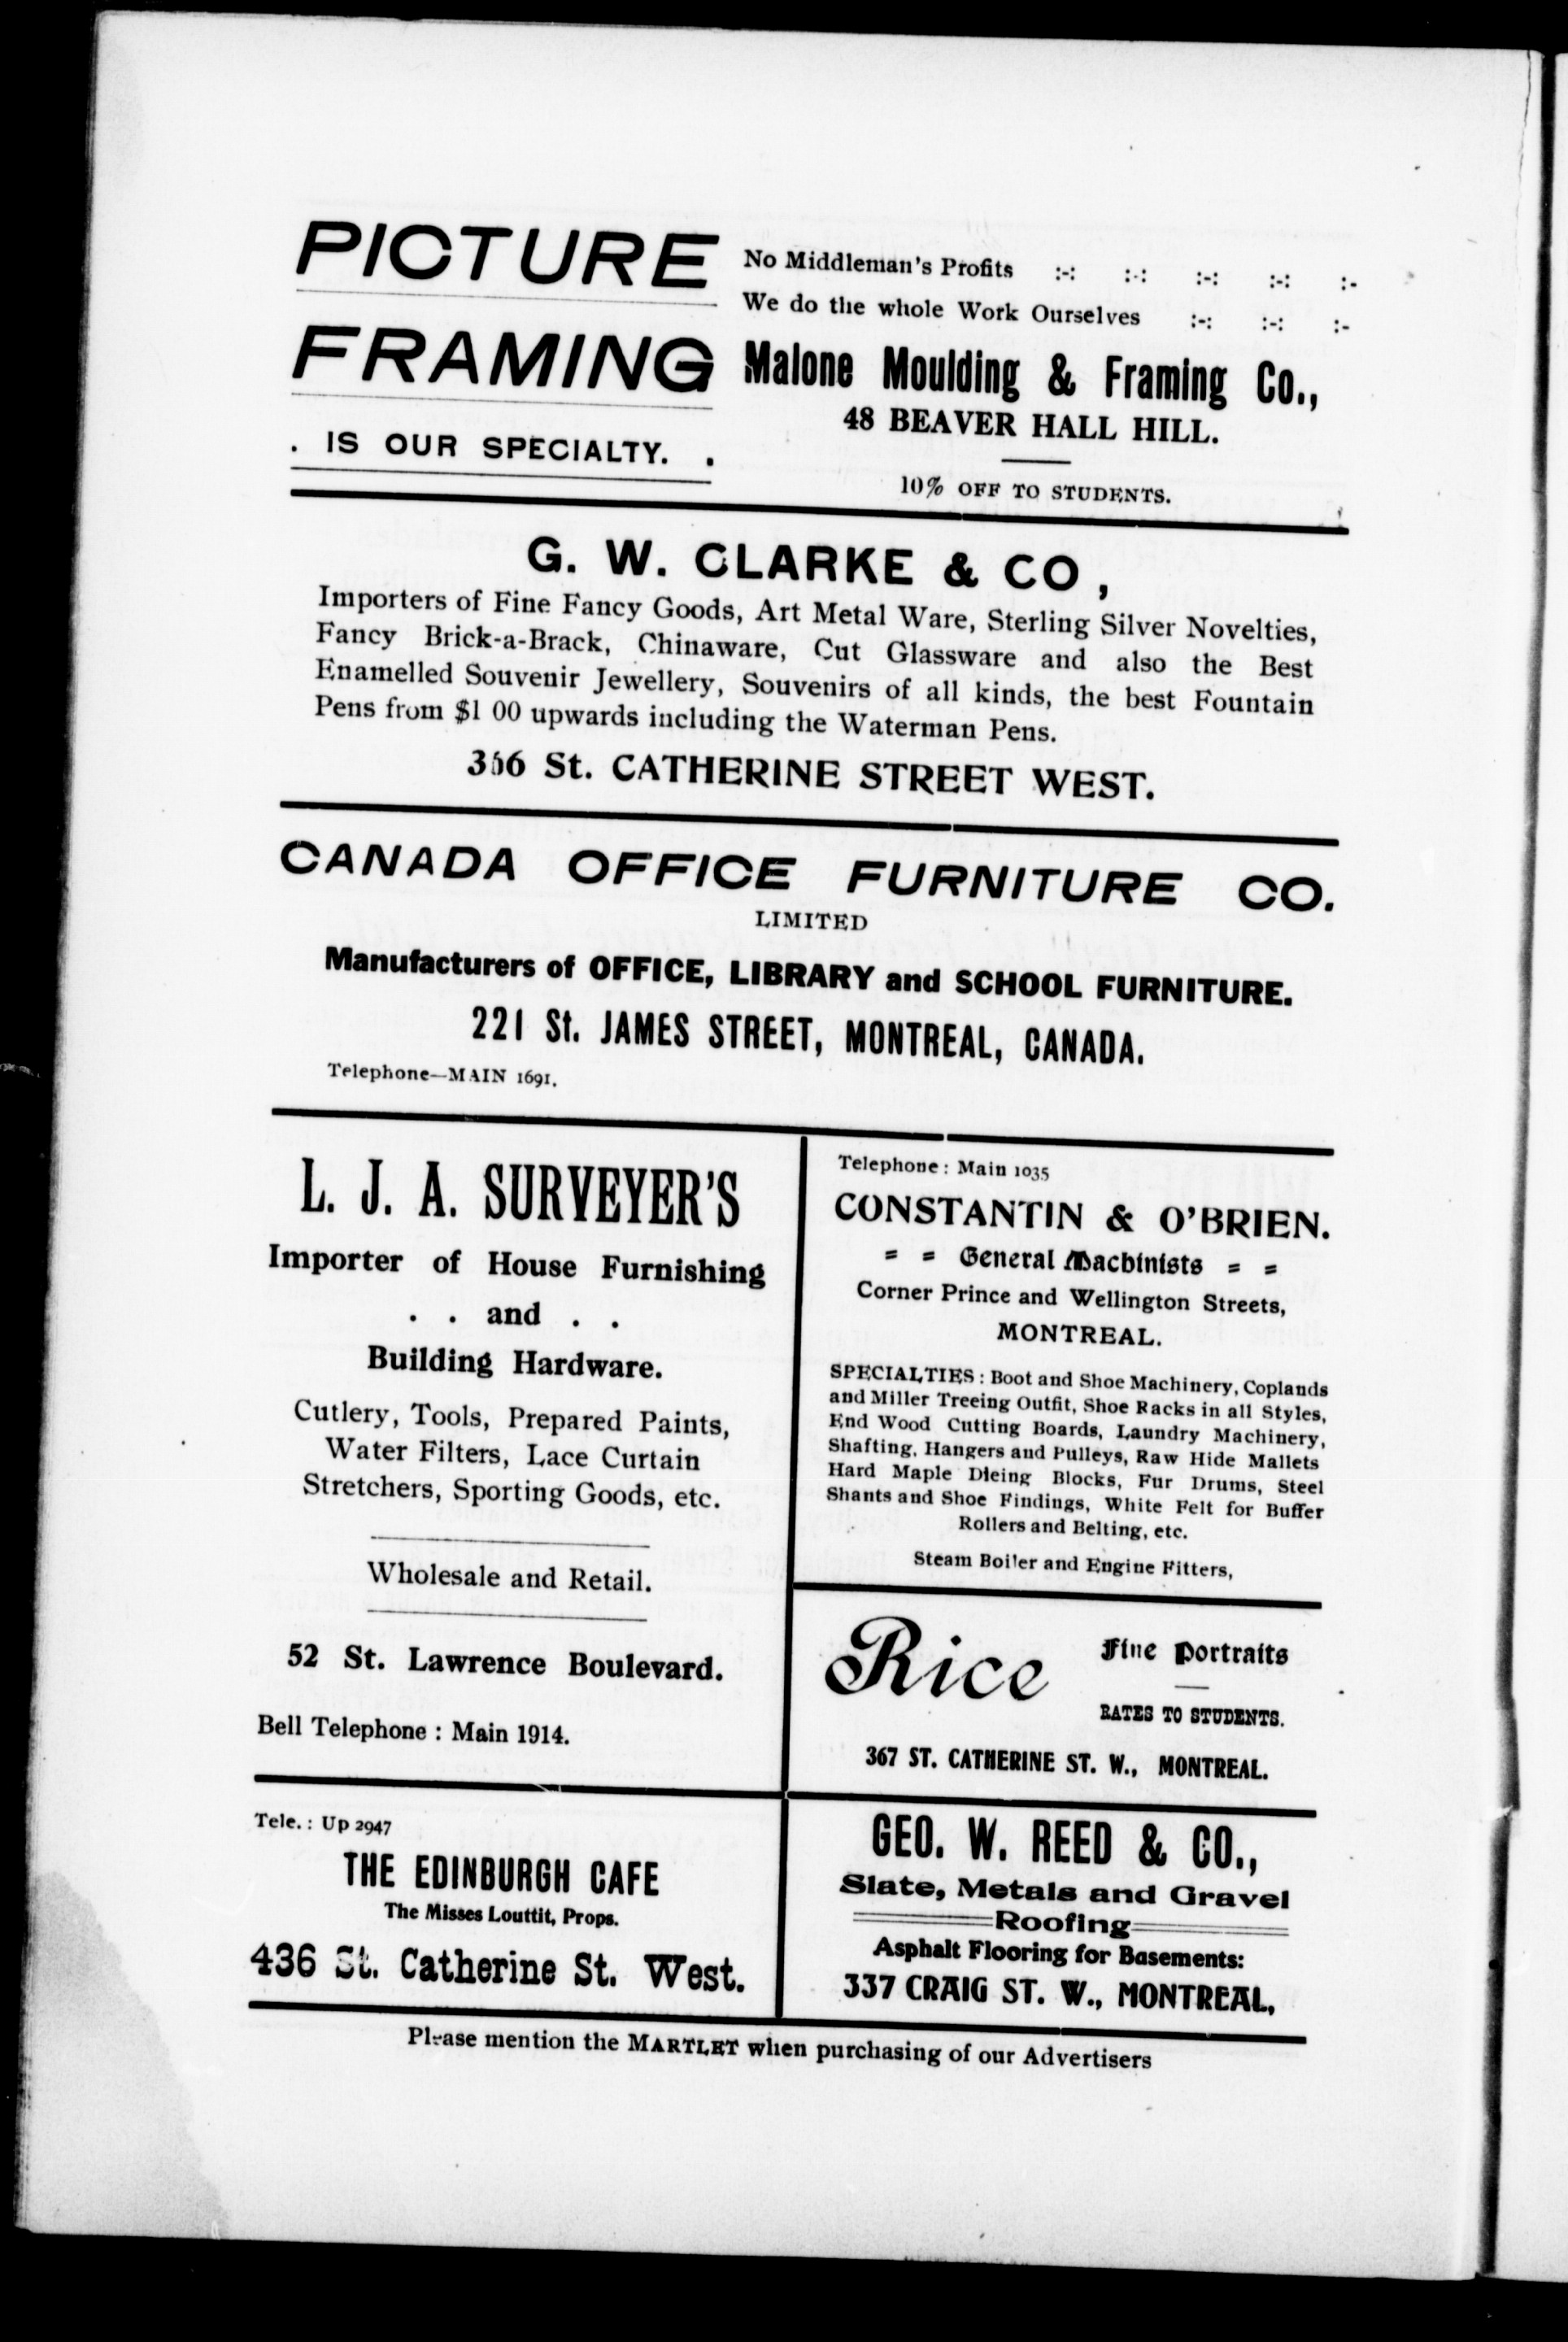 PICTURE
FRAMING
. IS OUR SPECIALTY. .
No Middleman's Profits :-: :-: :-: :-: :-
We do the whole Work Ourselves :-: :-: :-
Malone Moulding & Framing Co.,
48 BEAVER HALL HILL.
10% OFF TO STUDENTS.
G. W. CLARKE & CO ,
Importers of Fine Fancy Goods, Art Metal Ware, Sterling Silver Novelties,
Fancy Brick-a-Brack, Chinaware, Cut Glassware and also the Best
Enamelled Souvenir Jewellery, Souvenirs of all kinds, the best Fountain
Pens from $1 00 upwards including the Waterman Pens.
St. CATHERINE STREET WEST.
CANADA OFFICE FURNITURE CO.
LIMITED
Manufacturers of OFFICE, LIBRARY and SCHOOL FURNITURE.
221 St. JAMES STREET, MONTREAL, CANADA.
Telephone—MAIN 1691.
L. J. A. SURVEYER'S
Importer of House Furnishing
. . and . .
Building Hardware.
Cutlery, Tools, Prepared Paints,
Water Filters, Lace Curtain
Stretchers, Sporting Goods, etc.
Wholesale and Retail.
52 St. Lawrence Boulevard.
Bell Telephone : Main 1914.
Telephone : Main 1035
CONSTANTIN & O'BRIEN.
= = General Machinists = =
Corner Prince and Wellington Streets,
MONTREAL.
SPECIALTIES : Boot and Shoe Machinery, Coplands
and Miller Treeing Outfit, Shoe Racks in all Styles,
End Wood Cutting Boards, Laundry Machinery,
Shafting, Hangers and Pulleys, Raw Hide Mallets
Hard Maple Dieing Blocks, Fur Drums, Steel
Shants and Shoe Findings, White Felt for Buffer
Rollers and Belting, etc.
Steam Boiler and Engine Fitters,
Rice
Fine Portraits
RATES TO STUDENTS.
367 ST. CATHERINE ST. W., MONTREAL.
Tele. : Up 2947
THE EDINBURGH CAFE
The Misses Louttit, Props.
436 St. Catherine St. West.
GEO. W. REED & CO.,
Slate, Metals and Gravel
Roofing
Asphalt Flooring for Basements:
337 CRAIG ST. W., MONTREAL,
Please mention the MARTLET when purchasing of our Advertisers